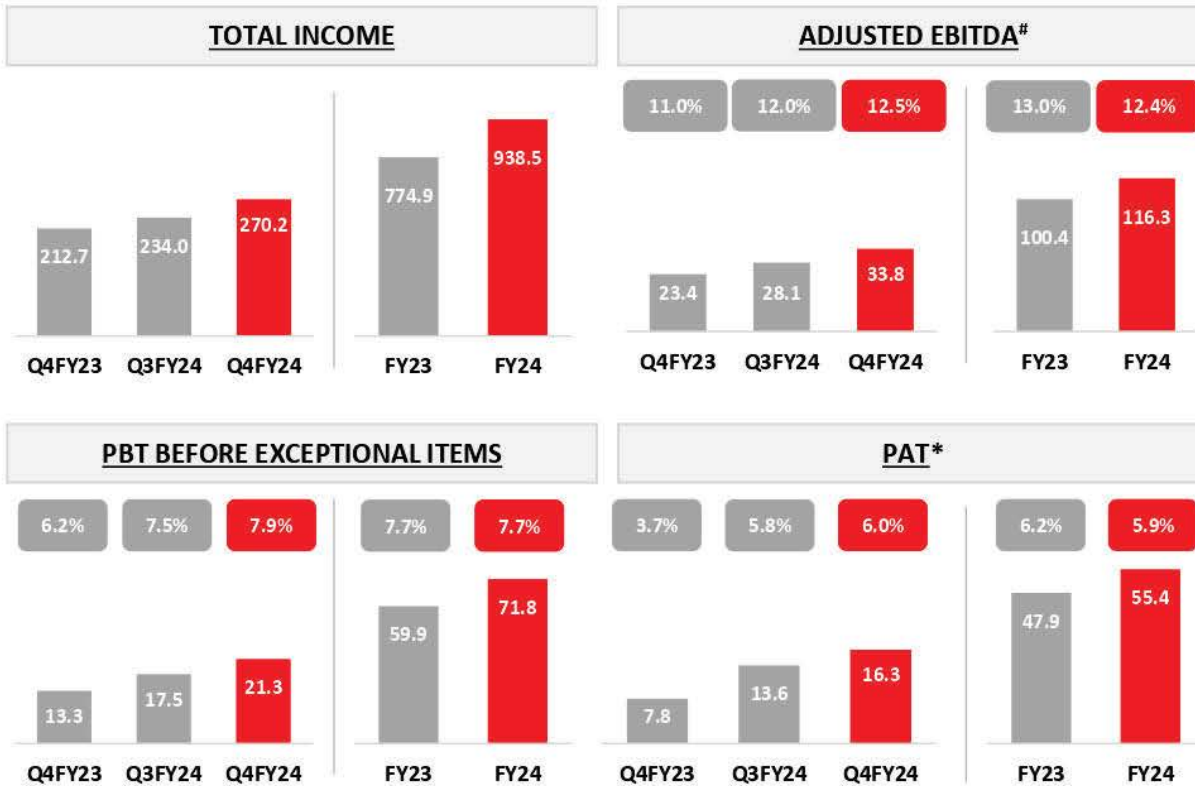 TOTAL INCOME
212.7 234.0 270.2 774.9 938.5
Q4FY23 Q3FY24 Q4FY24 FY23 FY24
ADJUSTED EBITDA#
11.0% 12.0% 12.5% 13.0% 12.4%
23.4 28.1 33.8 100.4 116.3
Q4FY23 Q3FY24 Q4FY24 FY23 FY24
PBT BEFORE EXCEPTIONAL ITEMS
6.2% 7.5% 7.9% 7.7% 7.7%
13.3 17.5 21.3 59.9 71.8
Q4FY23 Q3FY24 Q4FY24 FY23 FY24
PAT*
3.7% 5.8% 6.0% 6.2% 5.9%
7.8 13.6 16.3 47.9 55.4
Q4FY23 Q3FY24 Q4FY24 FY23 FY24